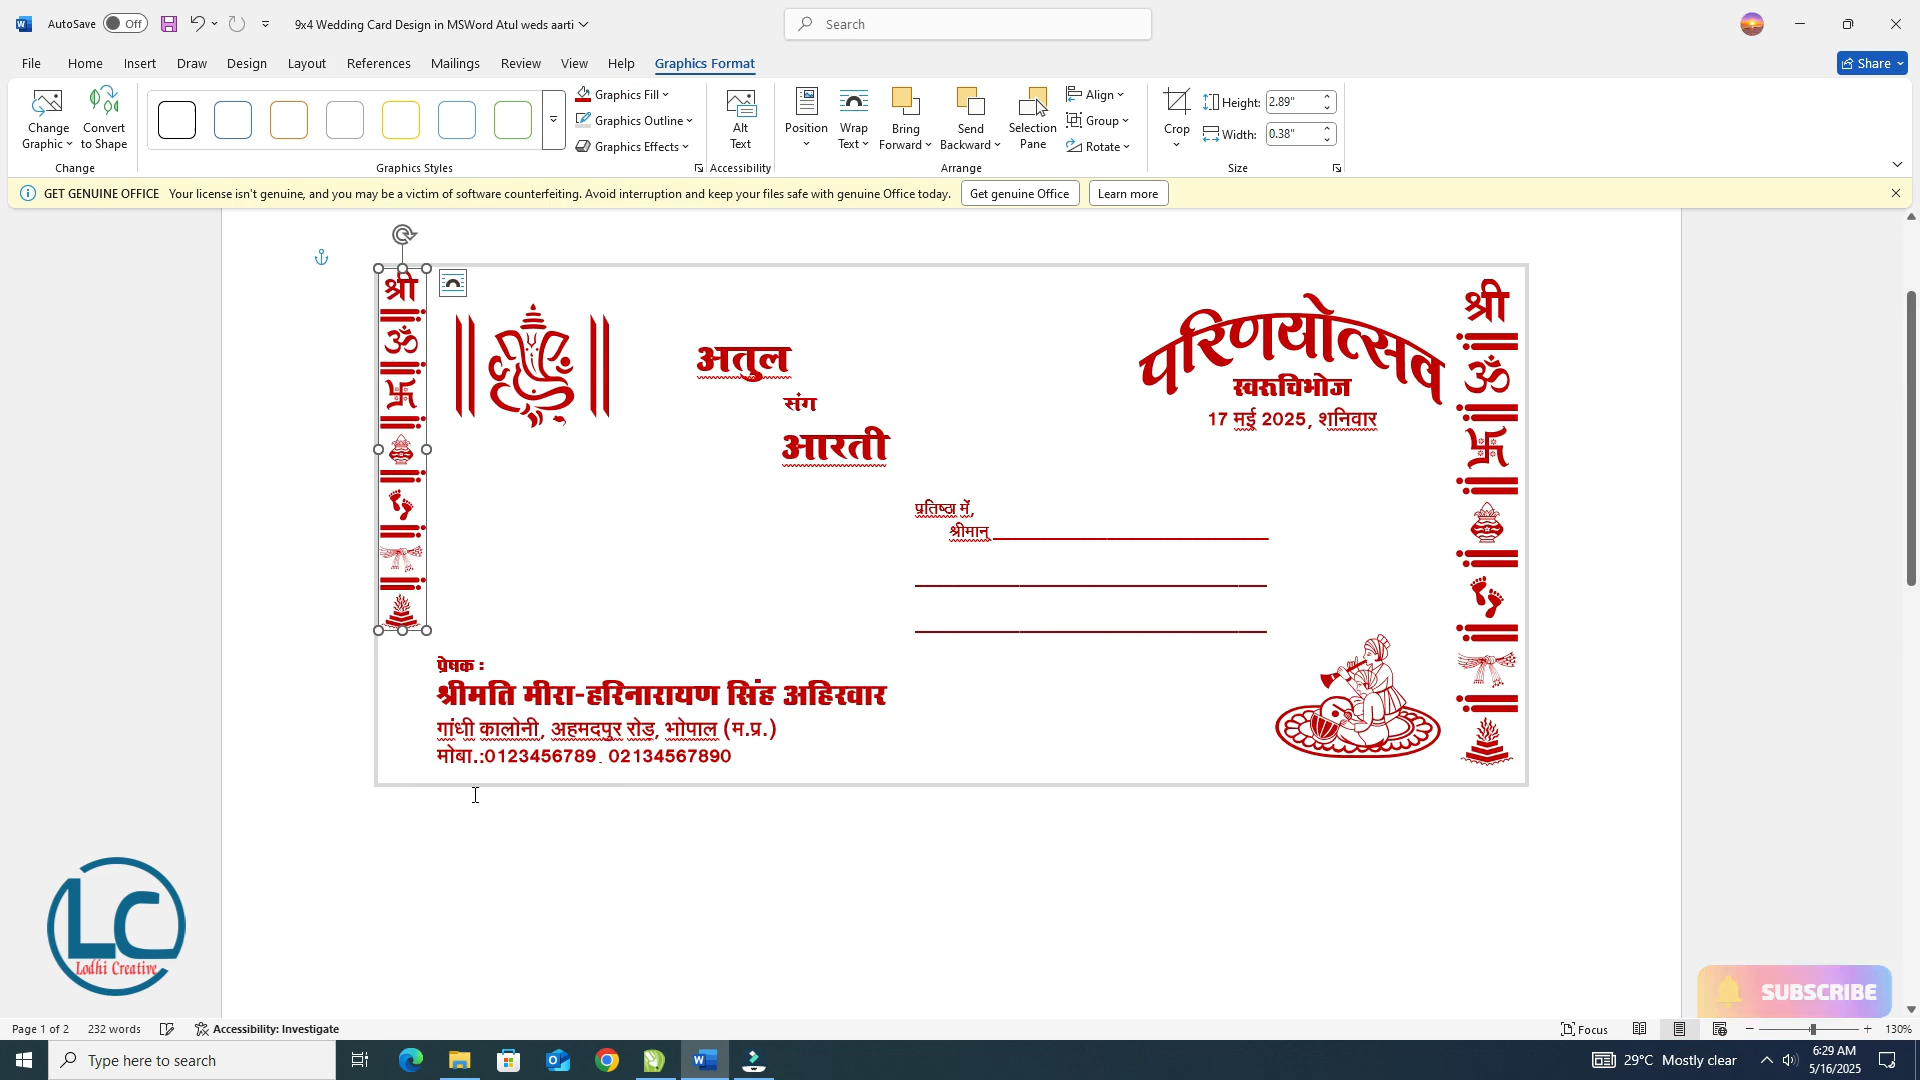 AutoSave Off 9x4 Wedding Card Design in MSWord Atul weds aarti Search
File Home Insert Draw Design Layout References Mailings Review View Help Graphics Format Share
Change Graphic Convert to Shape
Graphics Fill
Graphics Outline
Graphics Effects
Alt Text
Position Wrap Text Bring Forward Send Backward Selection Pane
Align
Group
Rotate
Crop
Height: 2.89"
Width: 0.38"
Change Graphics Styles Accessibility Arrange Size
GET GENUINE OFFICE Your license isn't genuine, and you may be a victim of software counterfeiting. Avoid interruption and keep your files safe with genuine Office today. Get genuine Office Learn more
श्री
ॐ
अतुल
संग
आरती
परिणयोत्सव
स्वरूचिभोज
17 मई 2025, शनिवार
श्री
ॐ
प्रतिष्ठा में,
श्रीमान्
प्रेषक :
श्रीमति मीरा-हरिनारायण सिंह अहिरवार
गांधी कालोनी, अहमदपुर रोड, भोपाल (म.प्र.)
मोबा.:0123456789, 02134567890
LC
Lodhi Creative
SUBSCRIBE
Page 1 of 2 232 words Accessibility: Investigate Focus 130%
Type here to search 29°C Mostly clear 6:29 AM
5/16/2025